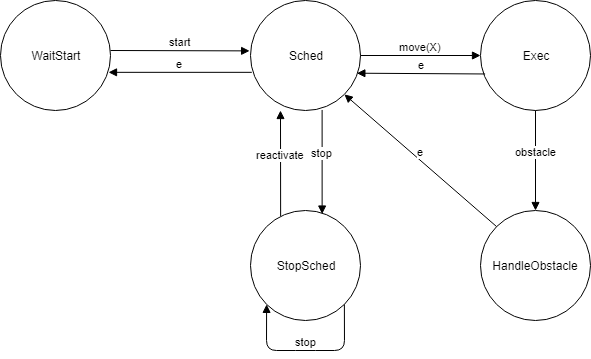 start
move(X)
WaitStart
Sched
Exec
e
e
reactivate
stop
e
obstacle
StopSched
HandleObstacle
stop